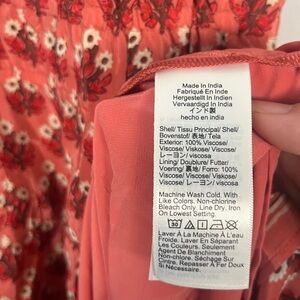 Made In India
Fabriqué En Inde
Hergestellt In Indien
Vervaardigd In India
インド製
hecho en india
Shell/ Tissu Principal/ Shell/
Bovenstof/ 表地/ Tela
Exterior: 100% Viscose/
Viscose/ Viskose/ Viscose/
レーヨン/ viscosa
Lining/ Doublure/ Futter/
Voering/ 裏地/ Forro: 100%
Viscose/ Viscose/ Viskose/
Viscose/ レーヨン/ viscosa
Machine Wash Cold. With
Like Colors. Non-chlorine
Bleach Only. Line Dry. Iron
On Lowest Setting.
30
Laver À La Machine À L'eau
Froide. Laver En Séparant
Les Couleurs. Seulement
Agent De Blanchiment
Non-chlore. Séchage Sur
Corde. Repasser A Fer Doux
Si Nécessaire.